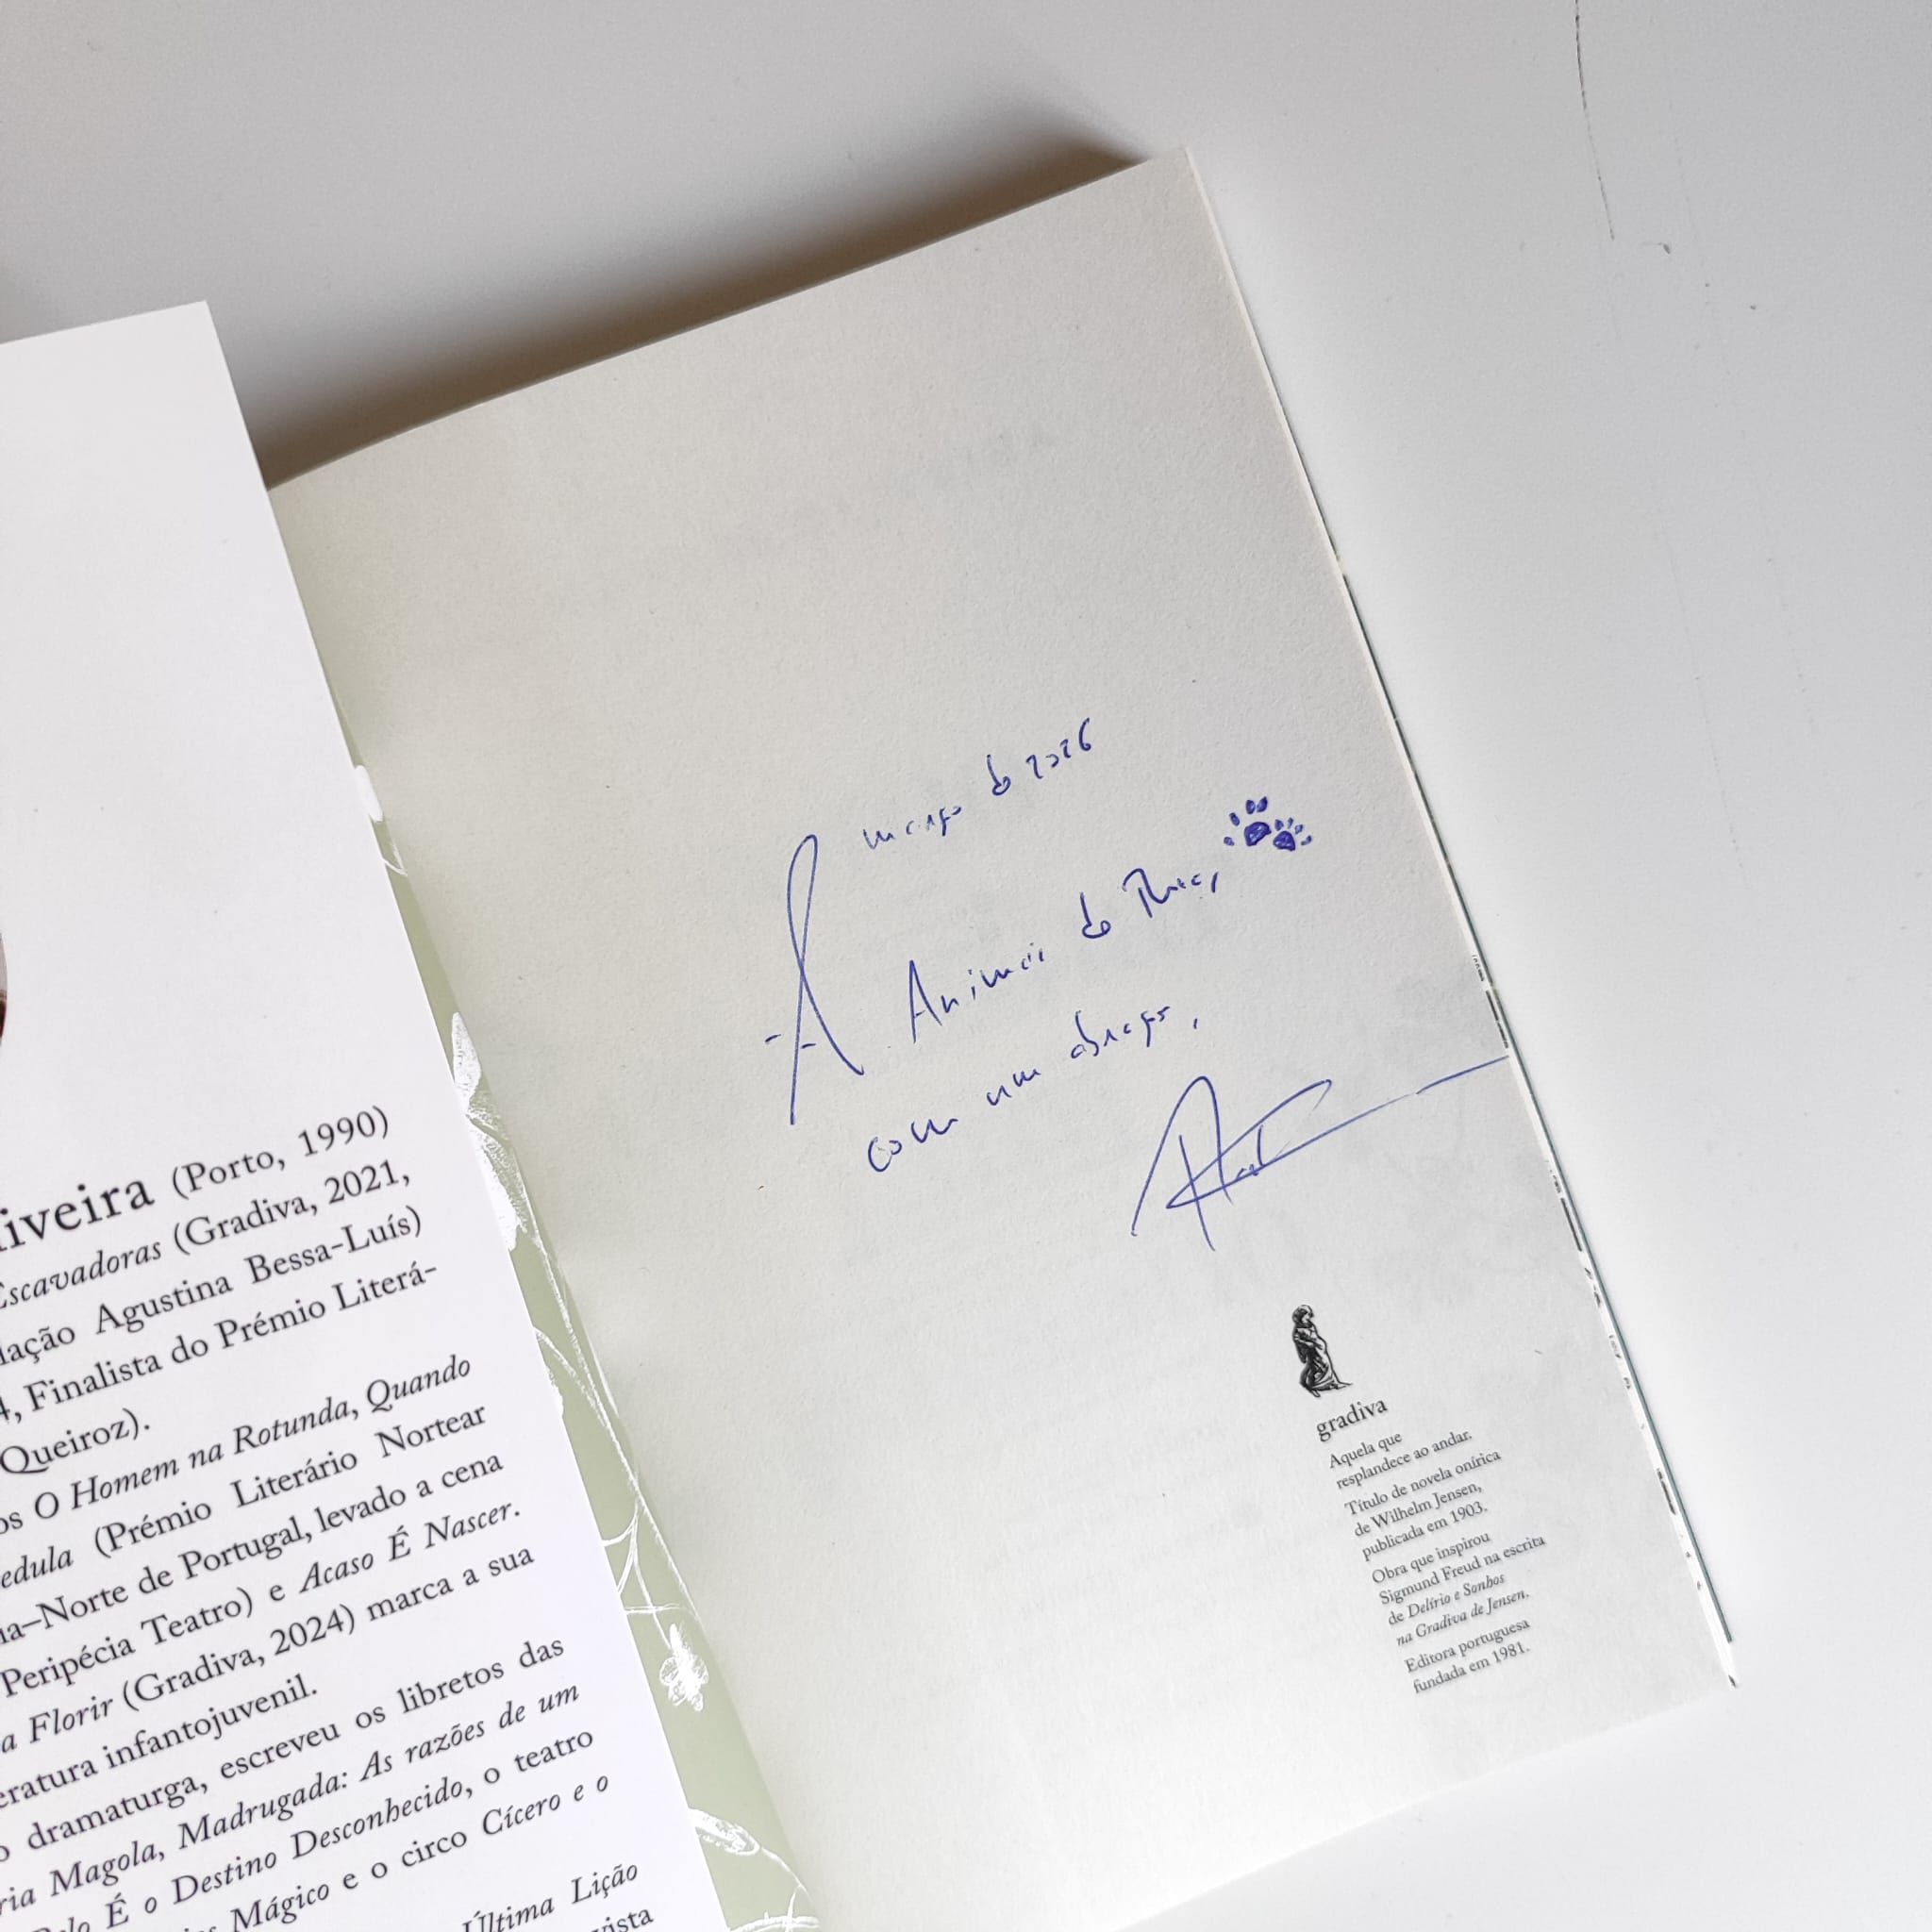 iveira (Porto, 1990)
Escavadoras (Gradiva, 2021,
lação Agustina Bessa-Luís)
4, Finalista do Prémio Literá-
Queiroz).
os O Homem na Rotunda, Quando
edula (Prémio Literário Nortear
ia–Norte de Portugal, levado a cena
Peripécia Teatro) e Acaso É Nascer.
a Florir (Gradiva, 2024) marca a sua
eratura infantojuvenil.
o dramaturga, escreveu os libretos das
ria Magola, Madrugada: As razões de um
É o Destino Desconhecido, o teatro
Mágico e o circo Cícero e o
Última Lição
vista
março de 2026
A Animais de Rua,
com um abraço,
gradiva
Aquela que
resplandece ao andar.
Título de novela onírica
de Wilhelm Jensen,
publicada em 1903.
Obra que inspirou
Sigmund Freud na escrita
de Delírio e Sonhos
na Gradiva de Jensen.
Editora portuguesa
fundada em 1981.